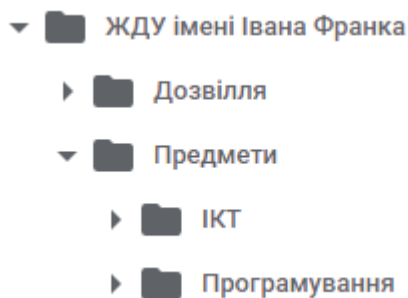 ЖДУ імені Івана Франка
Дозвілля
Предмети
ІКТ
Програмування